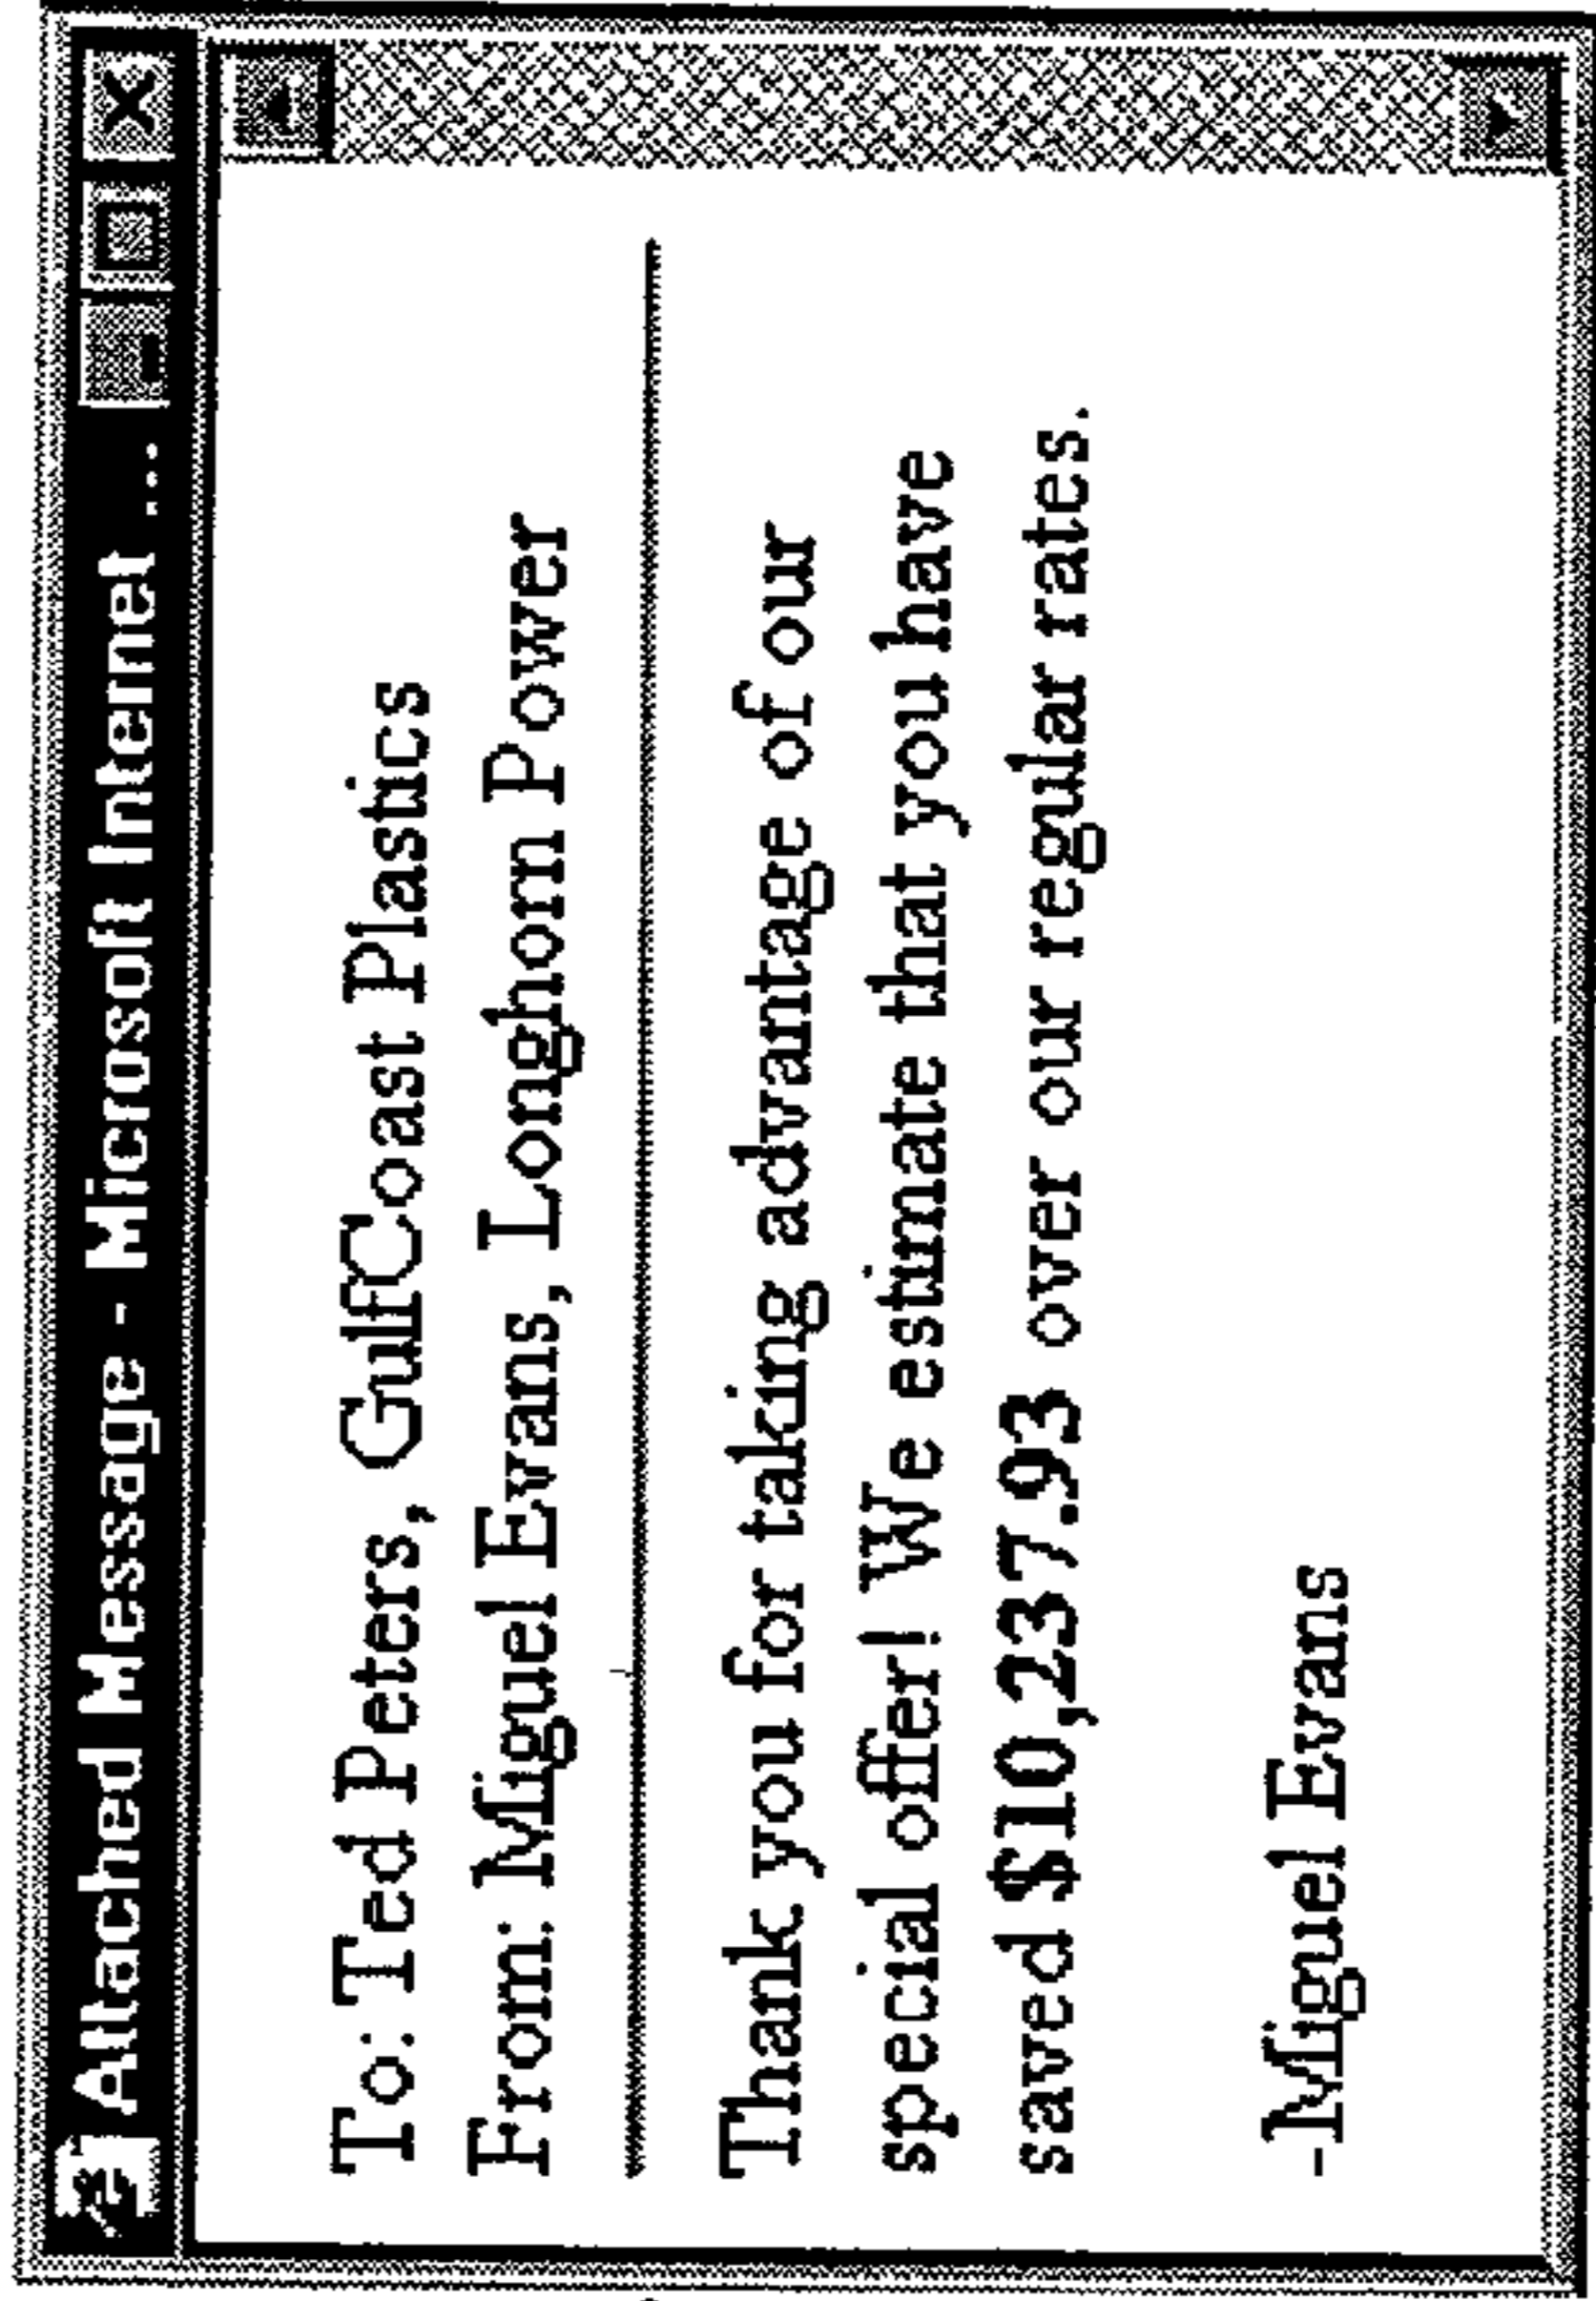 Attached Message - Microsoft Internet ...
To: Ted Peters, GulfCoast Plastics
From: Miguel Evans, Longhorn Power
Thank you for taking advantage of our
special offer! We estimate that you have
saved $10,237.93 over our regular rates.
-Miguel Evans